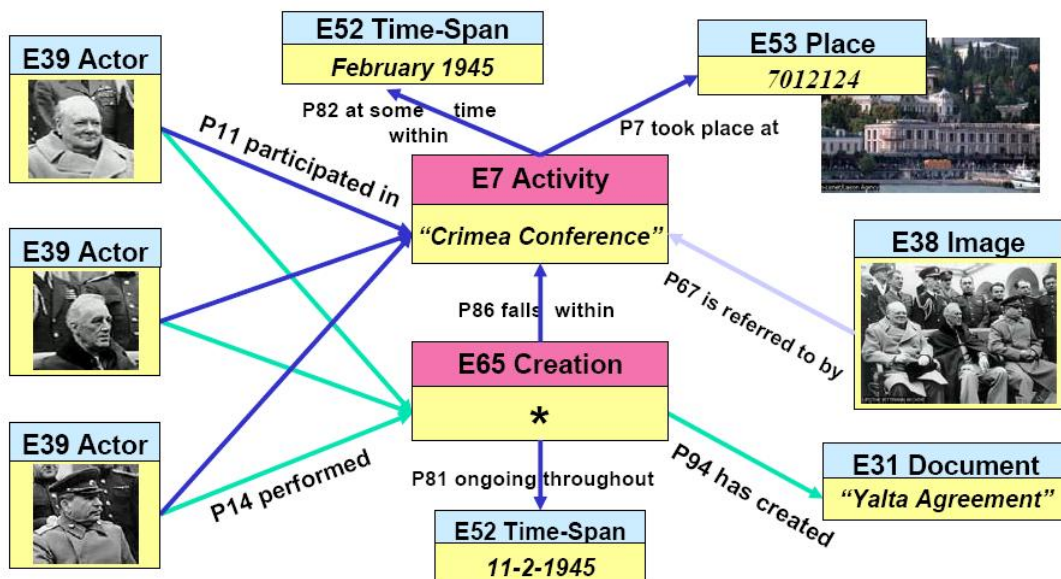 E52 Time-Span
February 1945
E53 Place
7012124
E39 Actor
P82 at some time
within
P7 took place at
P11 participated in
E7 Activity
“Crimea Conference”
E39 Actor
E38 Image
P67 is referred to by
P86 falls within
E65 Creation
*
E39 Actor
P14 performed
P81 ongoing throughout
P94 has created
E31 Document
“Yalta Agreement”
E52 Time-Span
11-2-1945